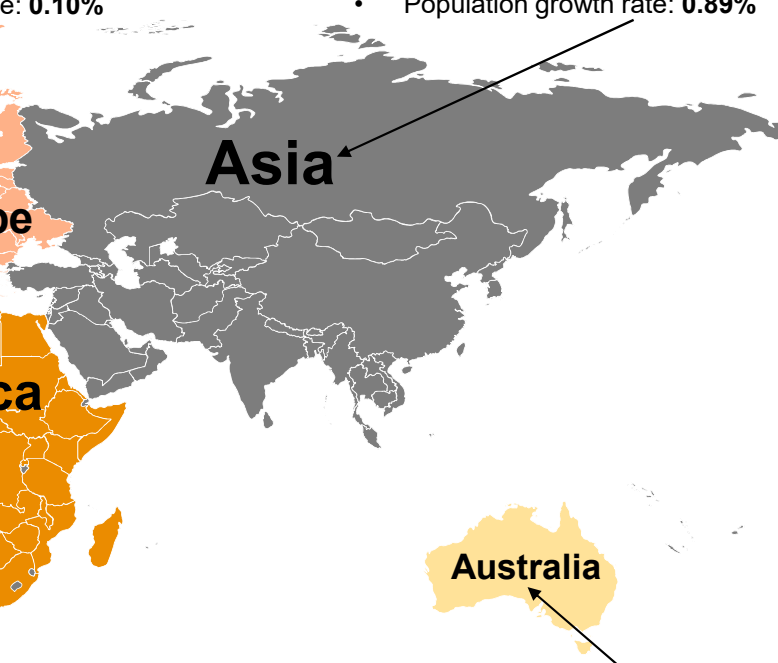 e: 0.10%
• Population growth rate: 0.89%
Asia
pe
ca
Australia